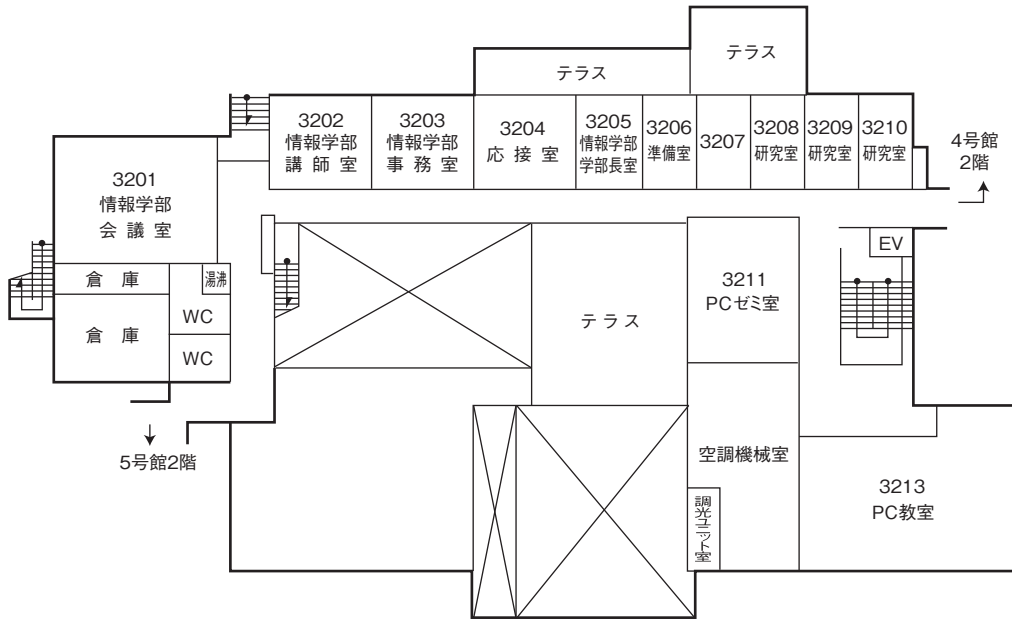 テラス
テラス
3202
情報学部
講師室
3203
情報学部
事務室
3204
応接室
3205
情報学部
学部長室
3206
準備室
3207
3208
研究室
3209
研究室
3210
研究室
4号館
2階
3201
情報学部
会議室
EV
倉庫
湯沸
3211
PCゼミ室
WC
テラス
倉庫
WC
5号館2階
空調機械室
3213
PC教室
調光ユニット室